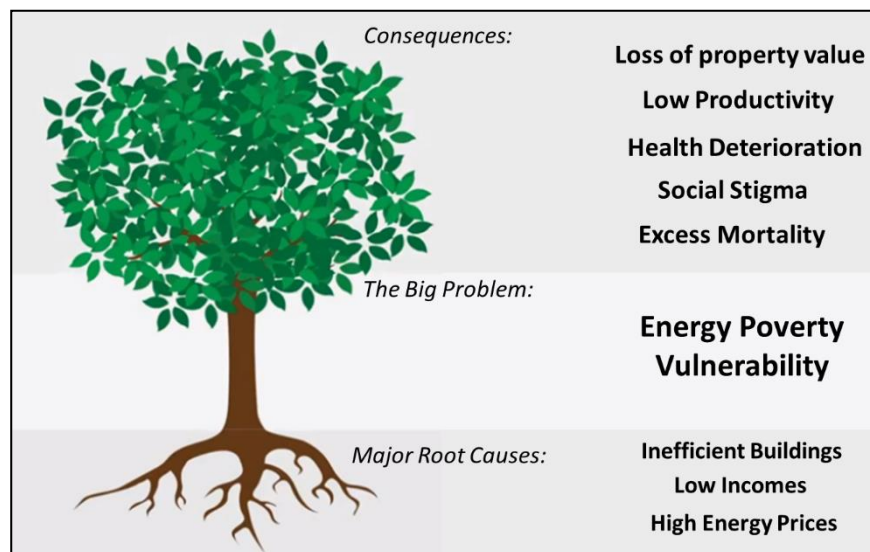 Consequences:
Loss of property value
Low Productivity
Health Deterioration
Social Stigma
Excess Mortality
The Big Problem:
Energy Poverty
Vulnerability
Major Root Causes:
Inefficient Buildings
Low Incomes
High Energy Prices